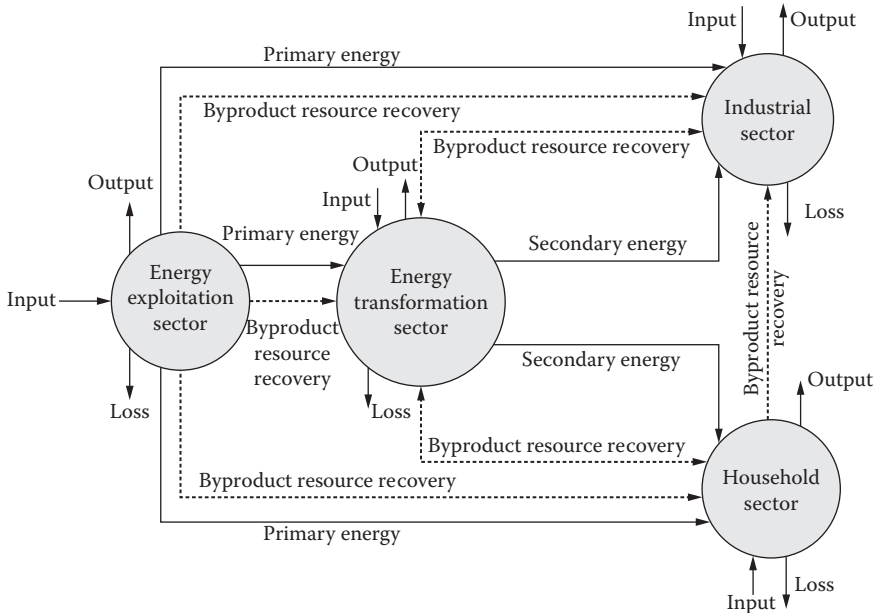 Input
Output
Primary energy
Industrial
sector
Byproduct resource recovery
Byproduct resource recovery
Output
Input
Output
Loss
Primary energy
Secondary energy
Energy
exploitation
sector
Input
Energy
transformation
sector
Byproduct
resource
recovery
Byproduct resource
recovery
Secondary energy
Output
Loss
Loss
Byproduct resource recovery
Household
sector
Byproduct resource recovery
Primary energy
Loss
Input